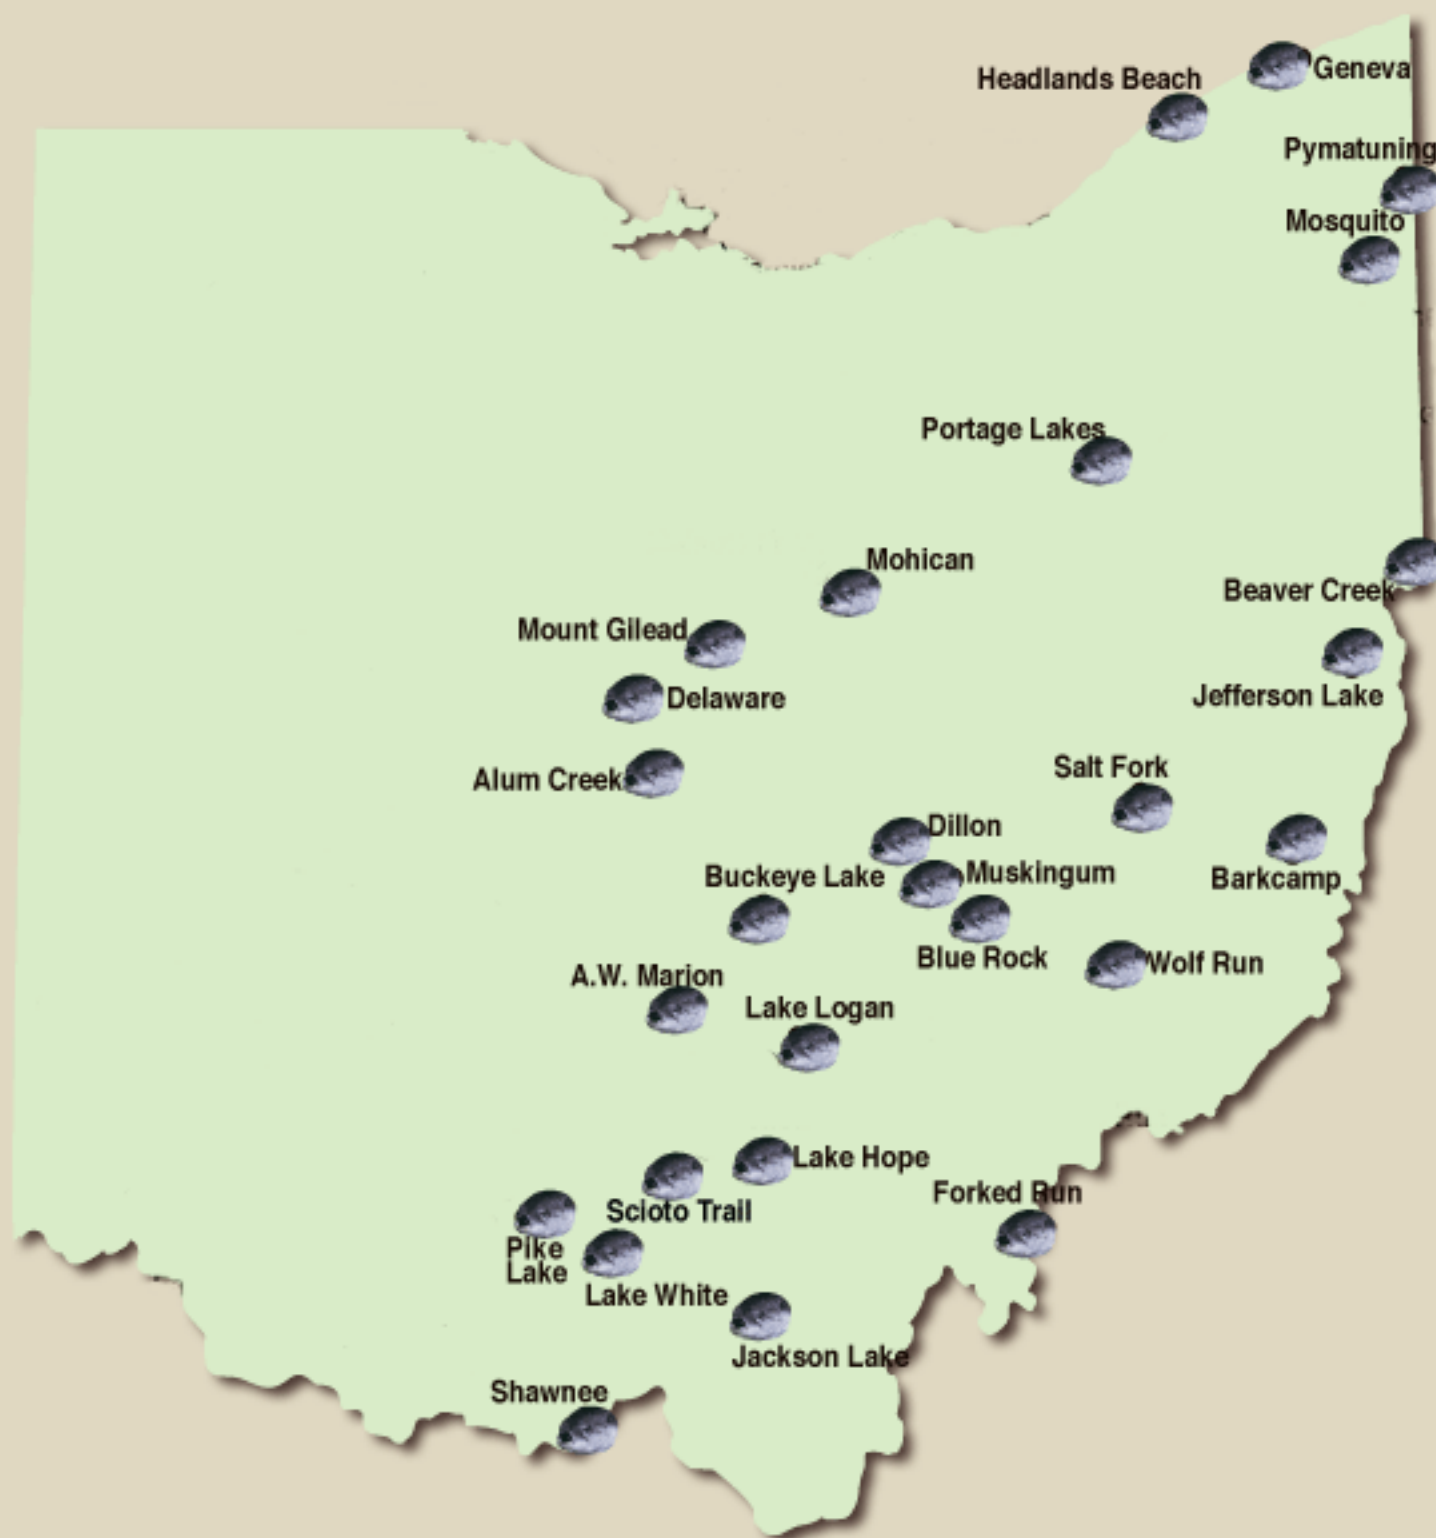 Geneva
Headlands Beach
Pymatuning
Mosquito
Portage Lakes
Mohican
Beaver Creek
Mount Gilead
Jefferson Lake
Delaware
Salt Fork
Alum Creek
Dillon
Muskingum
Buckeye Lake
Barkcamp
Blue Rock
Wolf Run
A.W. Marion
Lake Logan
Lake Hope
Forked Run
Scioto Trail
Pike
Lake
Lake White
Jackson Lake
Shawnee